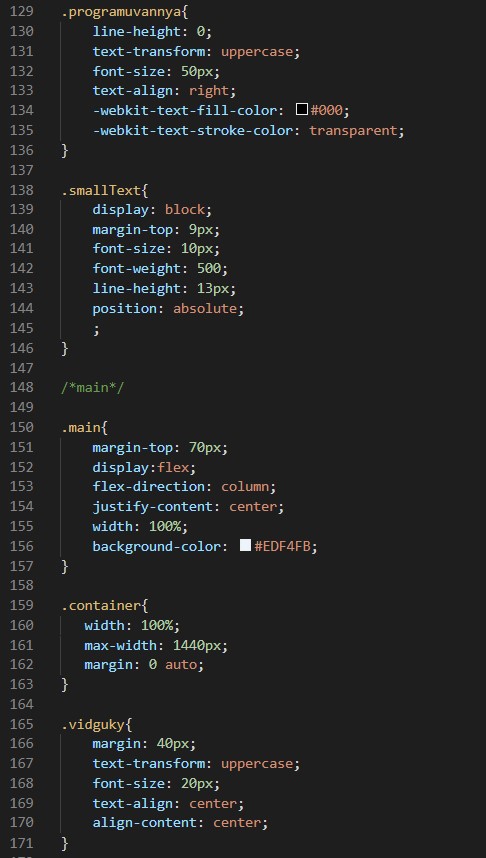 129 .programuvannya{
130     line-height: 0;
131     text-transform: uppercase;
132     font-size: 50px;
133     text-align: right;
134     -webkit-text-fill-color: #000;
135     -webkit-text-stroke-color: transparent;
136 }
137
138 .smallText{
139     display: block;
140     margin-top: 9px;
141     font-size: 10px;
142     font-weight: 500;
143     line-height: 13px;
144     position: absolute;
145     ;
146 }
147
148 /*main*/
149
150 .main{
151     margin-top: 70px;
152     display:flex;
153     flex-direction: column;
154     justify-content: center;
155     width: 100%;
156     background-color: #EDF4FB;
157 }
158
159 .container{
160    width: 100%;
161    max-width: 1440px;
162    margin: 0 auto;
163 }
164
165 .vidguky{
166     margin: 40px;
167     text-transform: uppercase;
168     font-size: 20px;
169     text-align: center;
170     align-content: center;
171 }